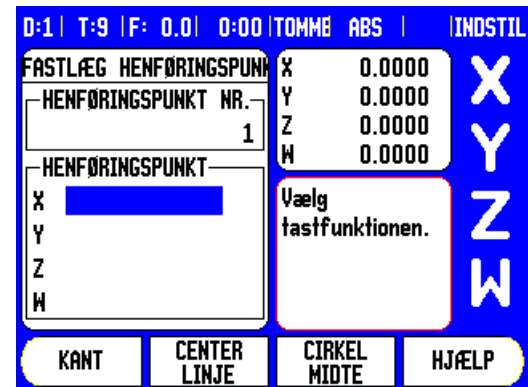 D:1 | T:9 | F: 0.0 | 0:00 | TOMME ABS | | INDSTIL
FASTLÆG HENFØRINGSPUNK
HENFØRINGSPUNKT NR.
1
HENFØRINGSPUNKT
X
Y
Z
W
X 0.0000
Y 0.0000
Z 0.0000
W 0.0000
Vælg
tastfunktionen.
X
Y
Z
W
KANT
CENTER
LINJE
CIRKEL
MIDTE
HJÆLP